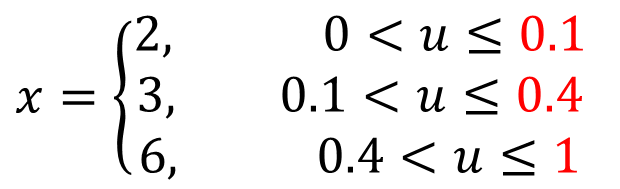 2, 0 < u ≤ 0.1
x = { 3, 0.1 < u ≤ 0.4
6, 0.4 < u ≤ 1